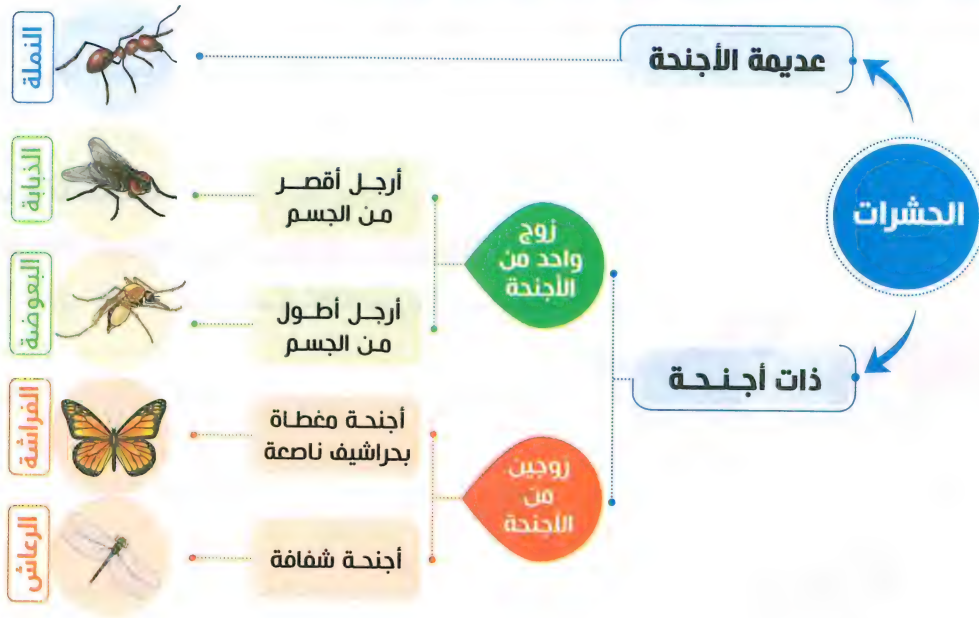 الحشرات
عديمة الأجنحة
النملة
ذات أجنحة
زوج
واحد من
الأجنحة
أرجل أقصر
من الجسم
الذبابة
أرجل أطول
من الجسم
البعوضة
زوجين
من
الأجنحة
أجنحة مغطاة
بحراشيف ناصعة
الفراشة
أجنحة شفافة
الرعاش